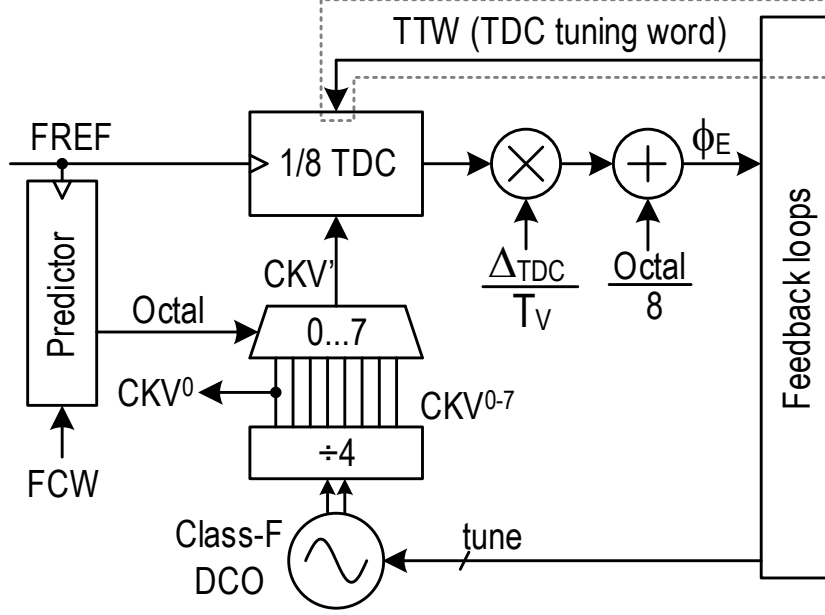 TTW (TDC tuning word)
FREF
1/8 TDC
ϕE
Predictor
CKV'
ΔTDC
TV
Octal
8
Octal
0...7
CKV0
CKV0-7
÷4
FCW
Class-F
DCO
tune
Feedback loops